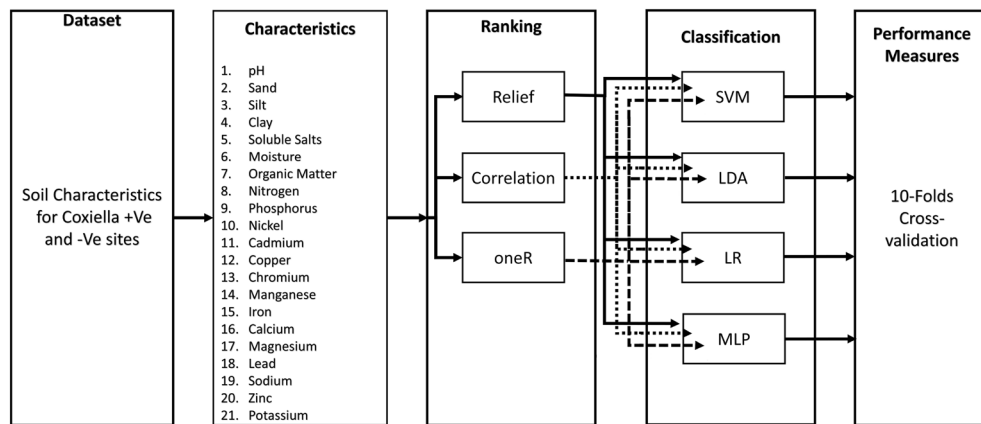 Dataset
Soil Characteristics
for Coxiella +Ve
and -Ve sites
Characteristics
1. pH
2. Sand
3. Silt
4. Clay
5. Soluble Salts
6. Moisture
7. Organic Matter
8. Nitrogen
9. Phosphorus
10. Nickel
11. Cadmium
12. Copper
13. Chromium
14. Manganese
15. Iron
16. Calcium
17. Magnesium
18. Lead
19. Sodium
20. Zinc
21. Potassium
Ranking
Relief
Correlation
oneR
Classification
SVM
LDA
LR
MLP
Performance
Measures
10-Folds
Cross-
validation